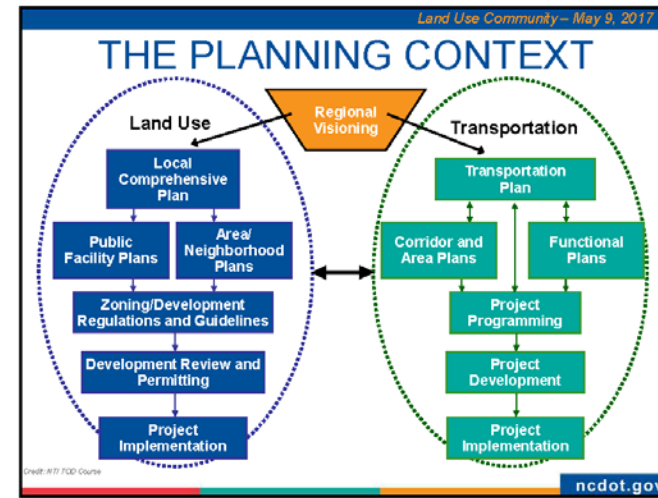 Land Use Community – May 9, 2017
THE PLANNING CONTEXT
Regional
Visioning
Land Use
Transportation
Local
Comprehensive
Plan
Public
Facility Plans
Area/
Neighborhood
Plans
Zoning/Development
Regulations and Guidelines
Development Review and
Permitting
Project
Implementation
Transportation
Plan
Corridor and
Area Plans
Functional
Plans
Project
Programming
Project
Development
Project
Implementation
Credit: NTI TOD Course
ncdot.gov